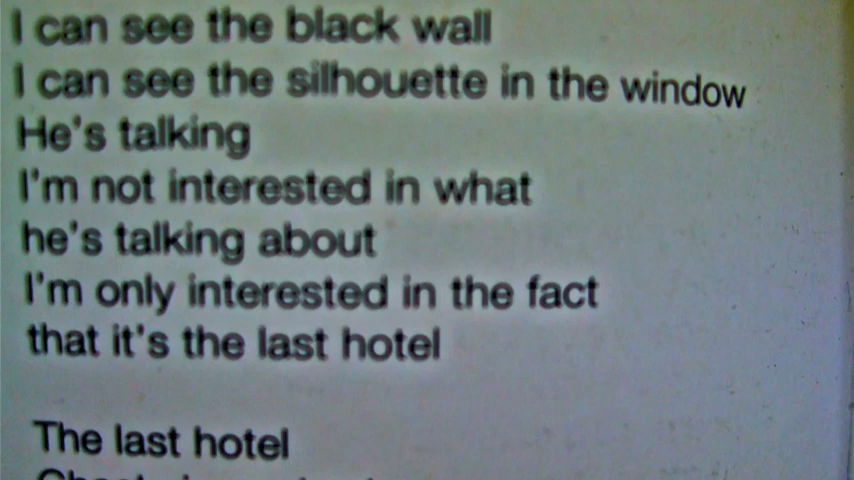 I can see the black wall
I can see the silhouette in the window
He's talking
I'm not interested in what
he's talking about
I'm only interested in the fact
that it's the last hotel
The last hotel